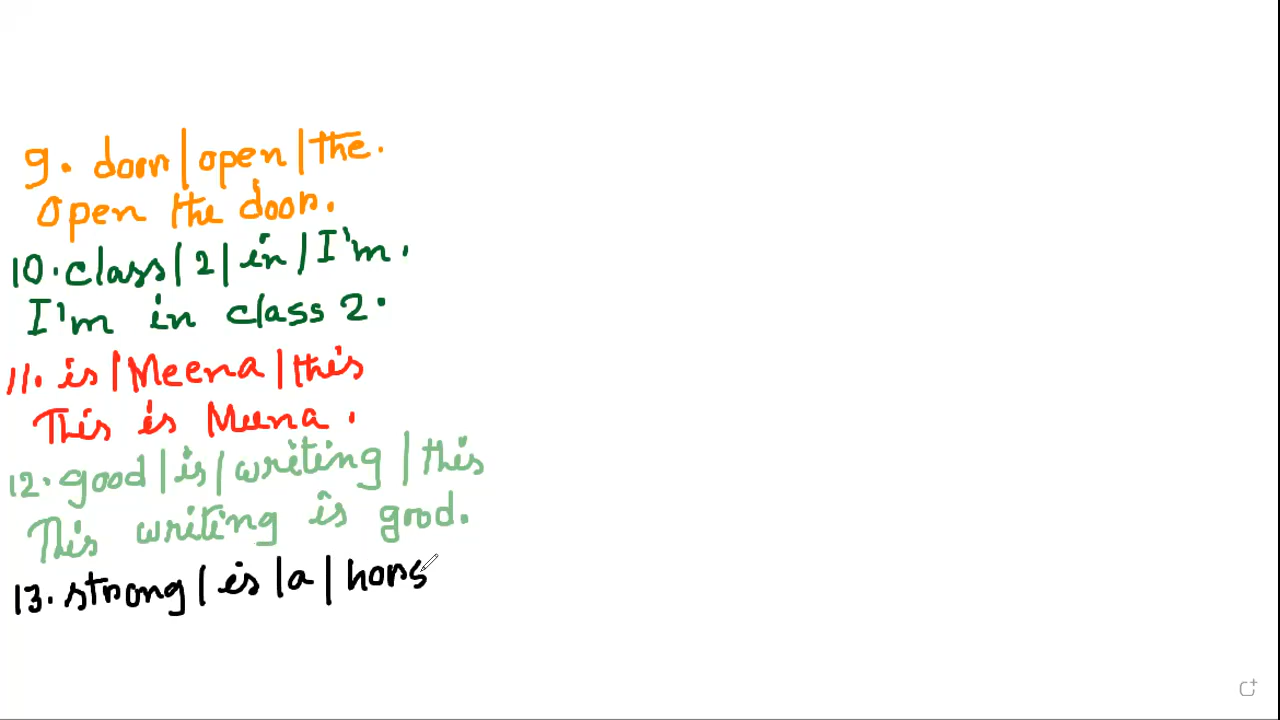 9. door|open|the.
Open the door.
10. class|2|in|I'm.
I'm in class 2.
11. is|Meena|this
This is Meena.
12. good|is|writing|this
This writing is good.
13. strong|is|a|hors